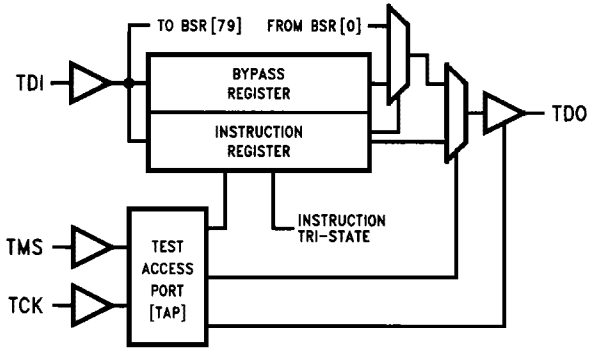 TO BSR[79] FROM BSR[0]
TDI
BYPASS
REGISTER
TDO
INSTRUCTION
REGISTER
INSTRUCTION
TRI-STATE
TMS
TEST
ACCESS
PORT
[TAP]
TCK